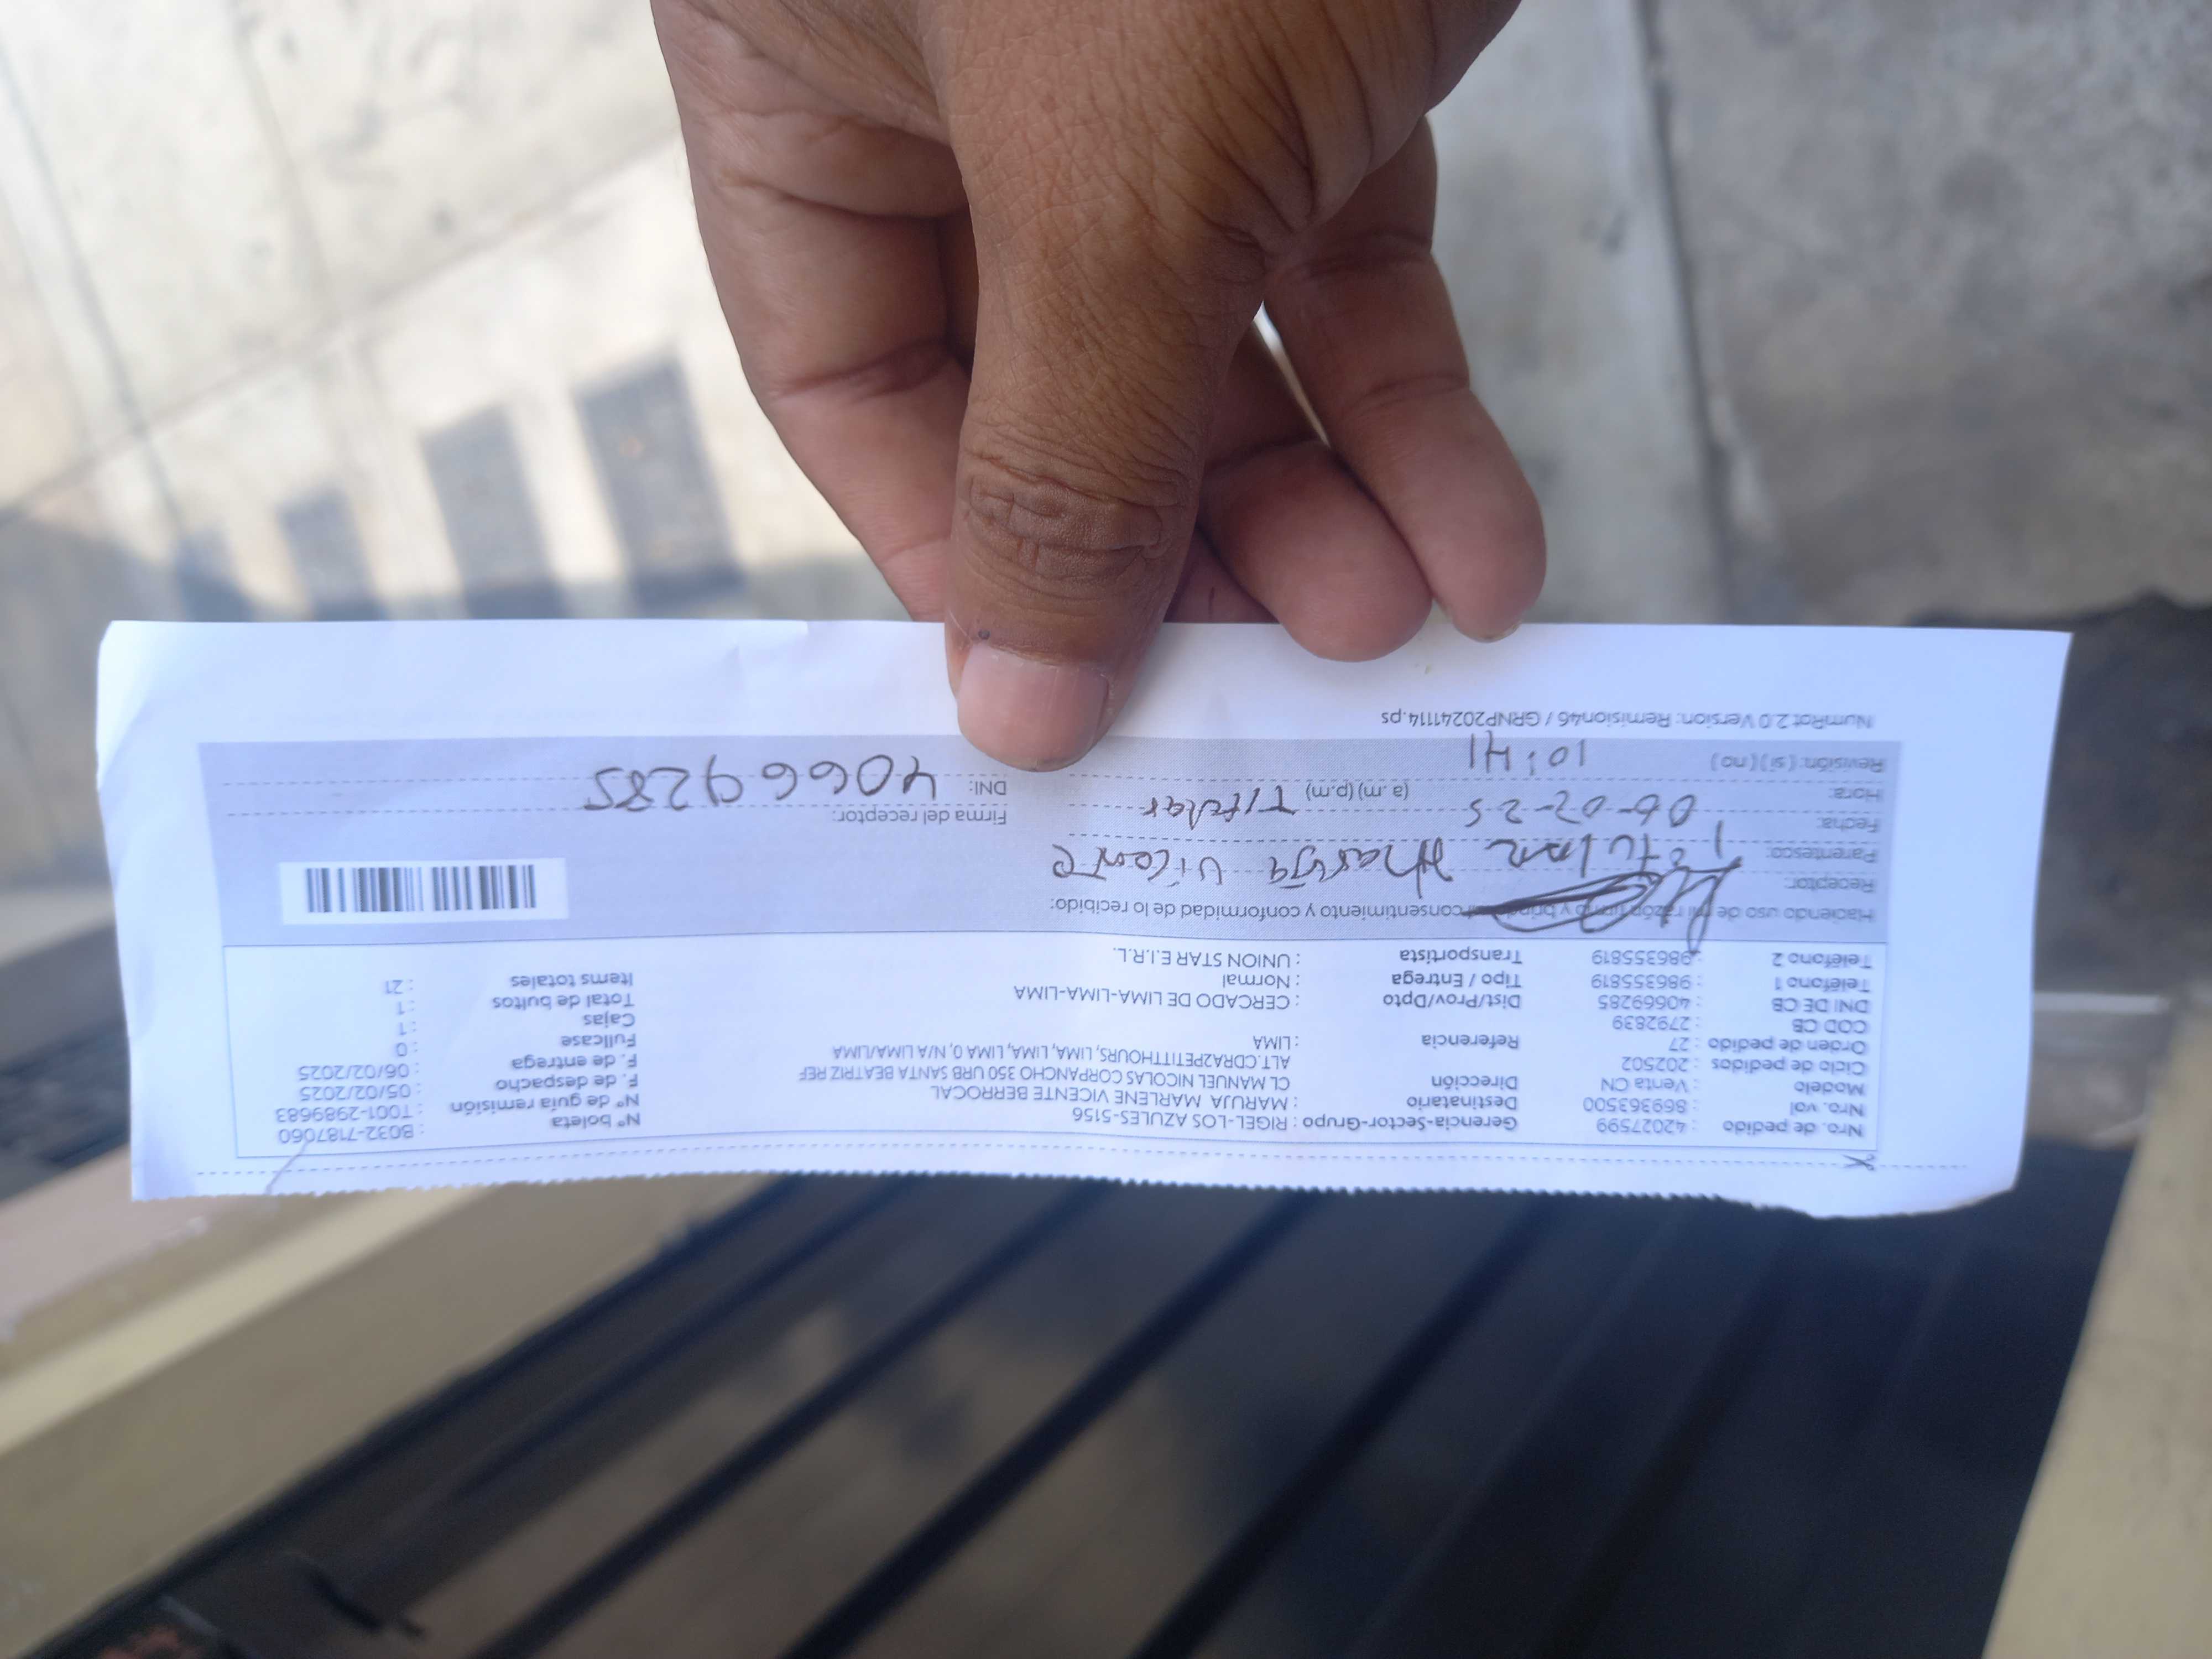 Nro. de pedido : 42027599 Gerencia-Sector-Grupo : RIGEL-LOS AZULES-5156 N° boleta : B032-7187060
Nro. vol : 869363500 Destinatario : MARUJA MARLENE VICENTE BERROCAL N° de guía remisión : T001-2989683
Modelo : Venta CN Dirección CL MANUEL NICOLAS CORPANCHO 350 URB SANTA BEATRIZ REF F. de despacho : 05/02/2025
Ciclo de pedidos : 202502 ALT.CDRA2PETITTHOURS, LIMA, LIMA, LIMA 0, N/A LIMA/LIMA F. de entrega : 06/02/2025
Orden de pedido : 27 Referencia : LIMA Fullcase : 0
COD CB : 2792839 Cajas : 1
DNI DE CB : 40669285 Dist/Prov/Dpto : CERCADO DE LIMA-LIMA-LIMA Total de bultos : 1
Teléfono 1 : 986355819 Tipo / Entrega : Normal Items totales : 21
Teléfono 2 : 986355819 Transportista : UNION STAR E.I.R.L.
Haciendo uso de mi razón firmo y brindo mi consentimiento y conformidad de lo recibido:
Receptor:
Parentesco: Maruja Vicente
Fecha: 06-02-25 Titular Firma del receptor:
Hora: (a.m) (p.m) DNI: 40669285
Revisión: ( si ) ( no ) 10:41
NumRot 2.0 Version: Remision46 / GRNP20241114.ps